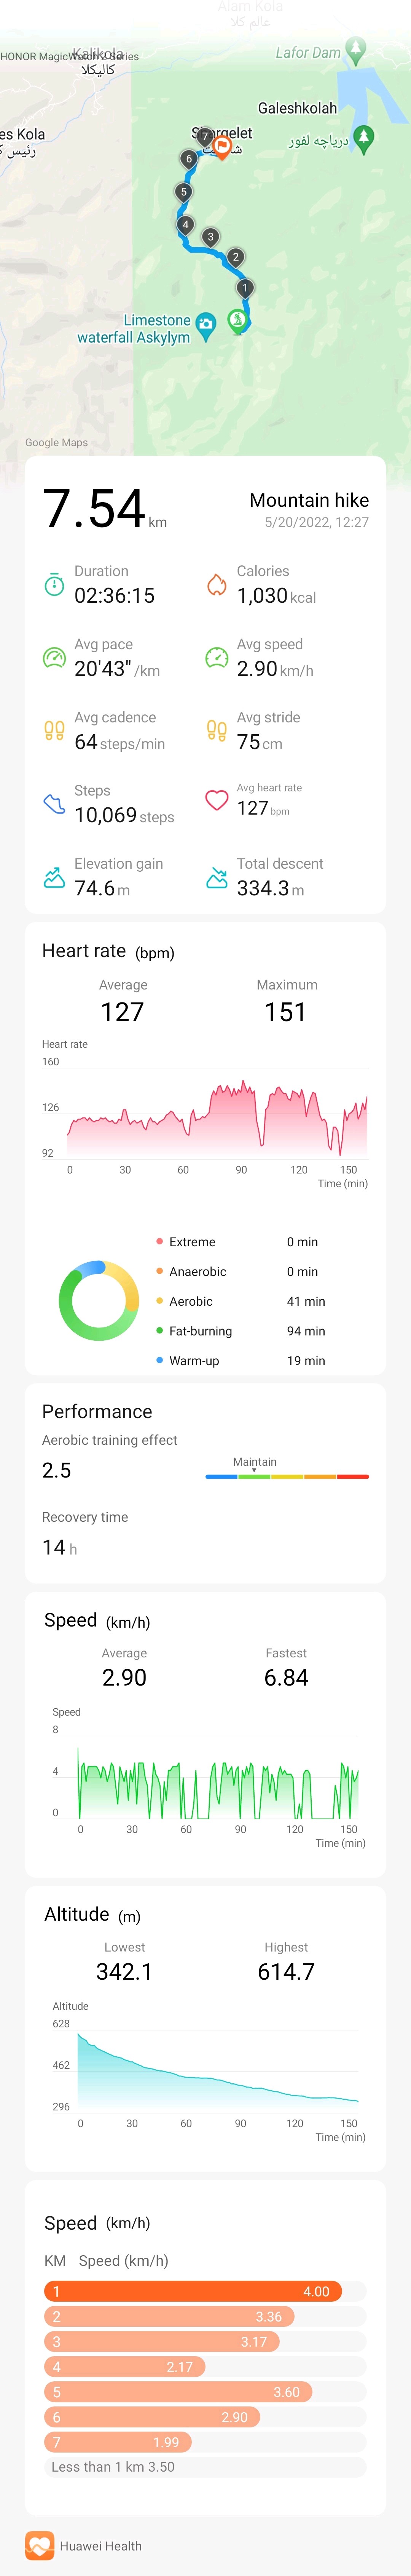 Alam Kola
عالم کلا
HONOR MagicWatch 2 Series
Kalikola
کالیکلا
Lafor Dam
Galeshkolah
es Kola
رئیس ک
دریاچه لفور
7
6
5
4
3
2
1
Limestone
waterfall Askylym
Google Maps
7.54 km
Mountain hike
5/20/2022, 12:27
Duration
02:36:15
Calories
1,030 kcal
Avg pace
20'43" /km
Avg speed
2.90 km/h
Avg cadence
64 steps/min
Avg stride
75 cm
Steps
10,069 steps
Avg heart rate
127 bpm
Elevation gain
74.6 m
Total descent
334.3 m
Heart rate (bpm)
Average
127
Maximum
151
Heart rate
160
126
92
0 30 60 90 120 150
Time (min)
Extreme 0 min
Anaerobic 0 min
Aerobic 41 min
Fat-burning 94 min
Warm-up 19 min
Performance
Aerobic training effect
2.5
Maintain
Recovery time
14 h
Speed (km/h)
Average
2.90
Fastest
6.84
Speed
8
4
0
0 30 60 90 120 150
Time (min)
Altitude (m)
Lowest
342.1
Highest
614.7
Altitude
628
462
296
0 30 60 90 120 150
Time (min)
Speed (km/h)
KM Speed (km/h)
1 4.00
2 3.36
3 3.17
4 2.17
5 3.60
6 2.90
7 1.99
Less than 1 km 3.50
Huawei Health